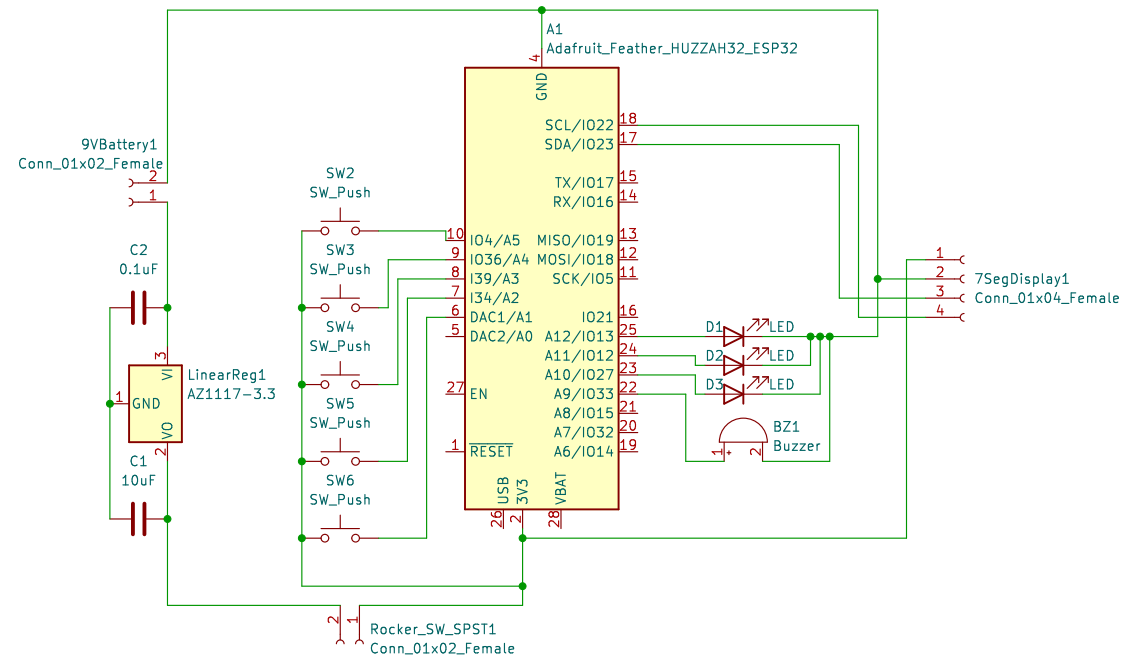 A1
Adafruit_Feather_HUZZAH32_ESP32
4
GND
9VBattery1
Conn_01x02_Female
2
1
C2
0.1uF
3
VI
LinearReg1
AZ1117-3.3
1
GND
VO
2
C1
10uF
SW2
SW_Push
SW3
SW_Push
SW4
SW_Push
SW5
SW_Push
SW6
SW_Push
10 IO4/A5
9 IO36/A4
8 I39/A3
7 I34/A2
6 DAC1/A1
5 DAC2/A0
27 EN
1 RESET
SCL/IO22 18
SDA/IO23 17
TX/IO17 15
RX/IO16 14
MISO/IO19 13
MOSI/IO18 12
SCK/IO5 11
IO21 16
A12/IO13 25
A11/IO12 24
A10/IO27 23
A9/IO33 22
A8/IO15 21
A7/IO32 20
A6/IO14 19
USB
26
3V3
2
VBAT
28
D1 LED
D2 LED
D3 LED
BZ1
Buzzer
1 +
2
1
2
3
4
7SegDisplay1
Conn_01x04_Female
2
1
Rocker_SW_SPST1
Conn_01x02_Female